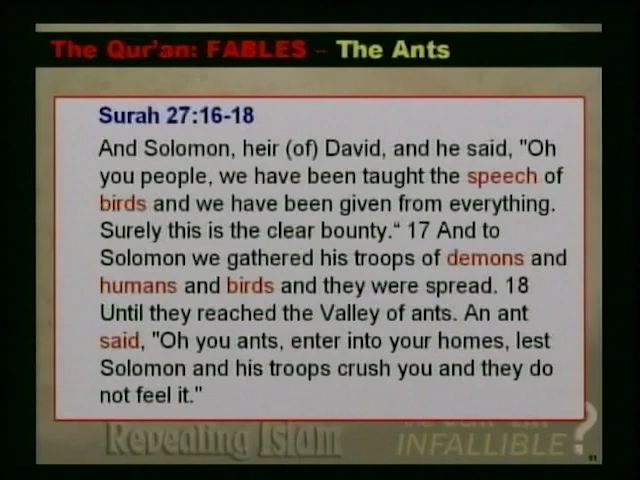 The Qur'an: FABLES – The Ants
Surah 27:16-18
And Solomon, heir (of) David, and he said, "Oh
you people, we have been taught the speech of
birds and we have been given from everything.
Surely this is the clear bounty.“ 17 And to
Solomon we gathered his troops of demons and
humans and birds and they were spread. 18
Until they reached the Valley of ants. An ant
said, "Oh you ants, enter into your homes, lest
Solomon and his troops crush you and they do
not feel it."
Repealing Islam
INFALLIBLE?